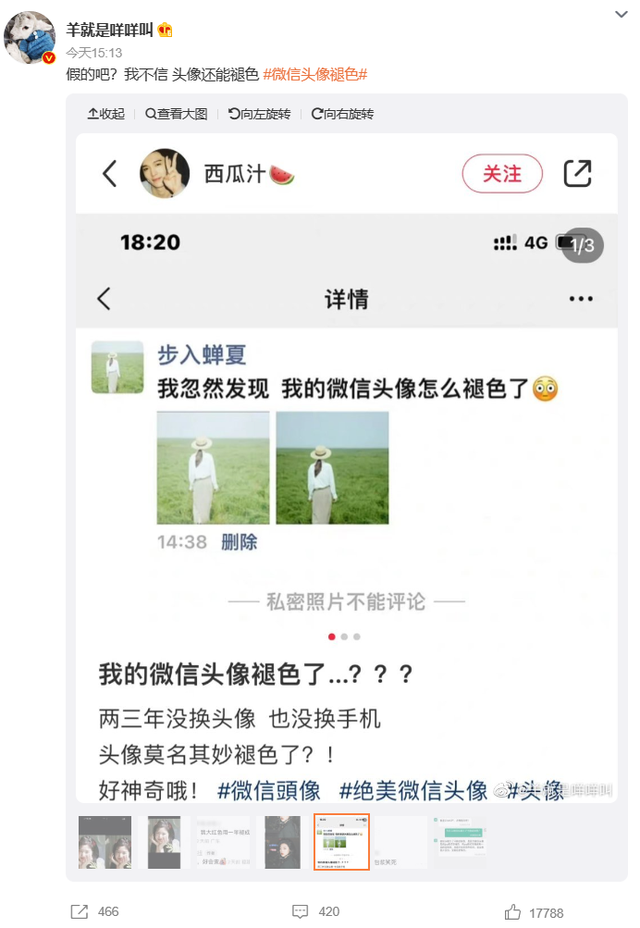 羊就是咩咩叫
今天15:13
假的吧？我不信 头像还能褪色 #微信头像褪色#
收起 查看大图 向左旋转 向右旋转
西瓜汁🍉 关注
18:20 4G 1/3
详情
步入蝉夏
我忽然发现 我的微信头像怎么褪色了😳
14:38 删除
私密照片不能评论
我的微信头像褪色了...？？？
两三年没换头像 也没换手机
头像莫名其妙褪色了？！
好神奇哦！ #微信頭像 #绝美微信头像 #头像
466 420 17788